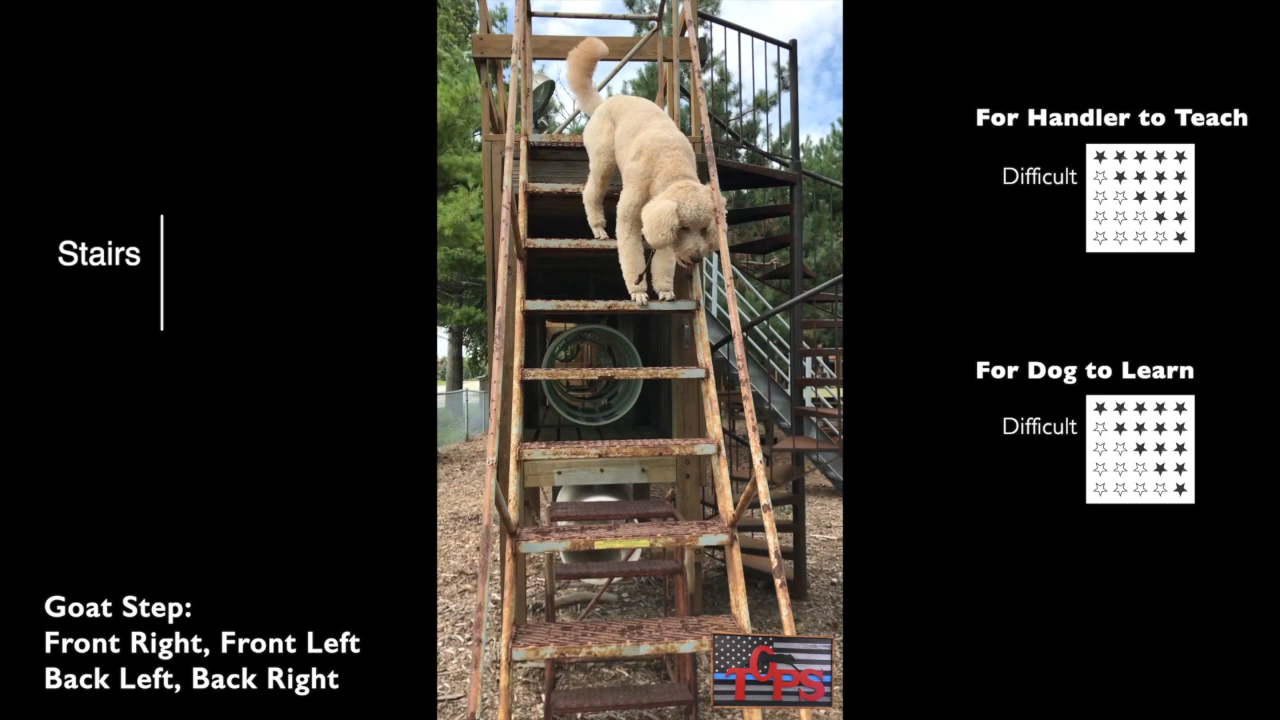 Stairs
For Handler to Teach
Difficult
For Dog to Learn
Difficult
Goat Step:
Front Right, Front Left
Back Left, Back Right
TOPS